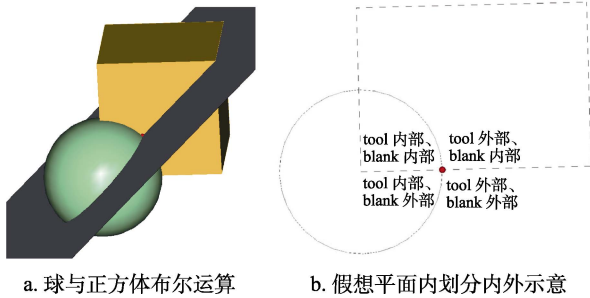 tool 内部、 tool 外部、
blank 内部 blank 内部
tool 内部、 tool 外部、
blank 外部 blank 外部
a. 球与正方体布尔运算 b. 假想平面内划分内外示意